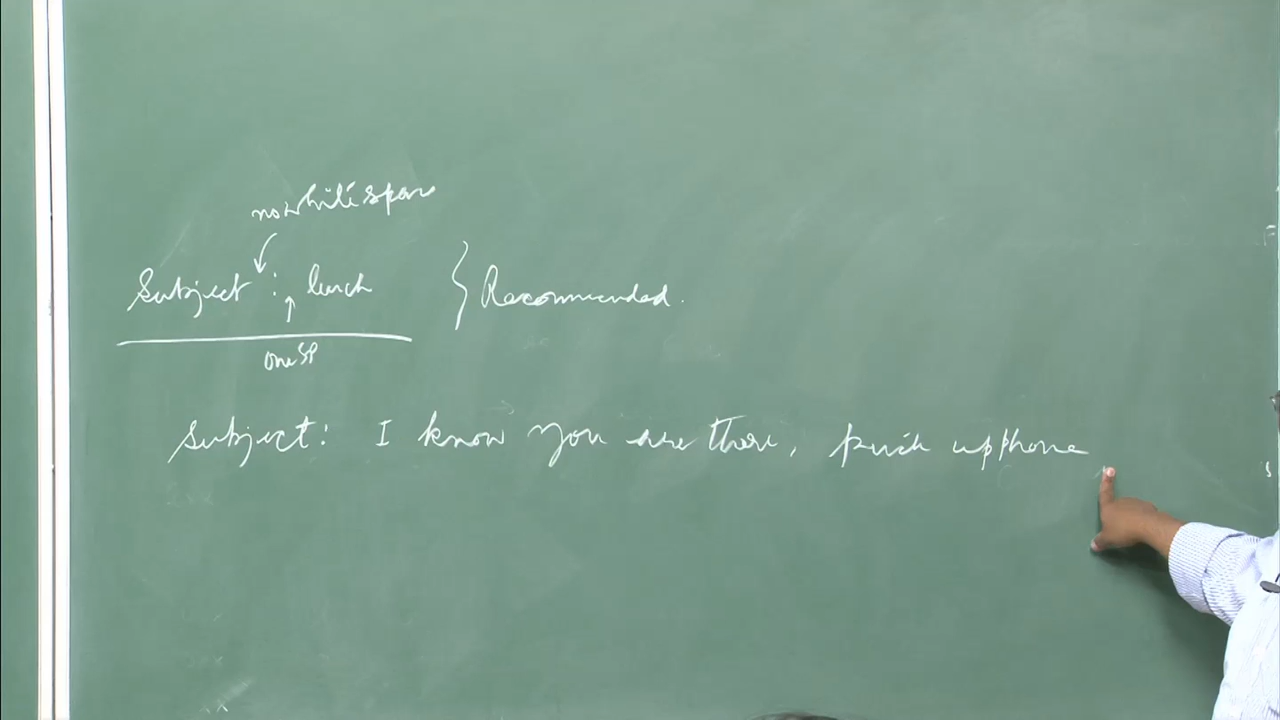 no white space
Subject : lunch } Recommended.
one SP
Subject: I know you are there, pick up phone